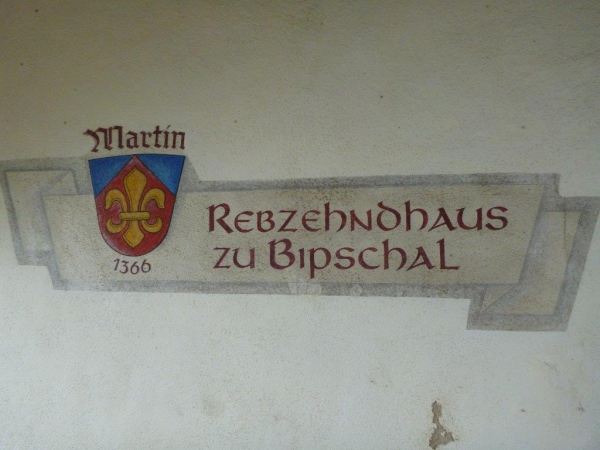 Martin
1366
Rebzehndhaus
zu Bipschal